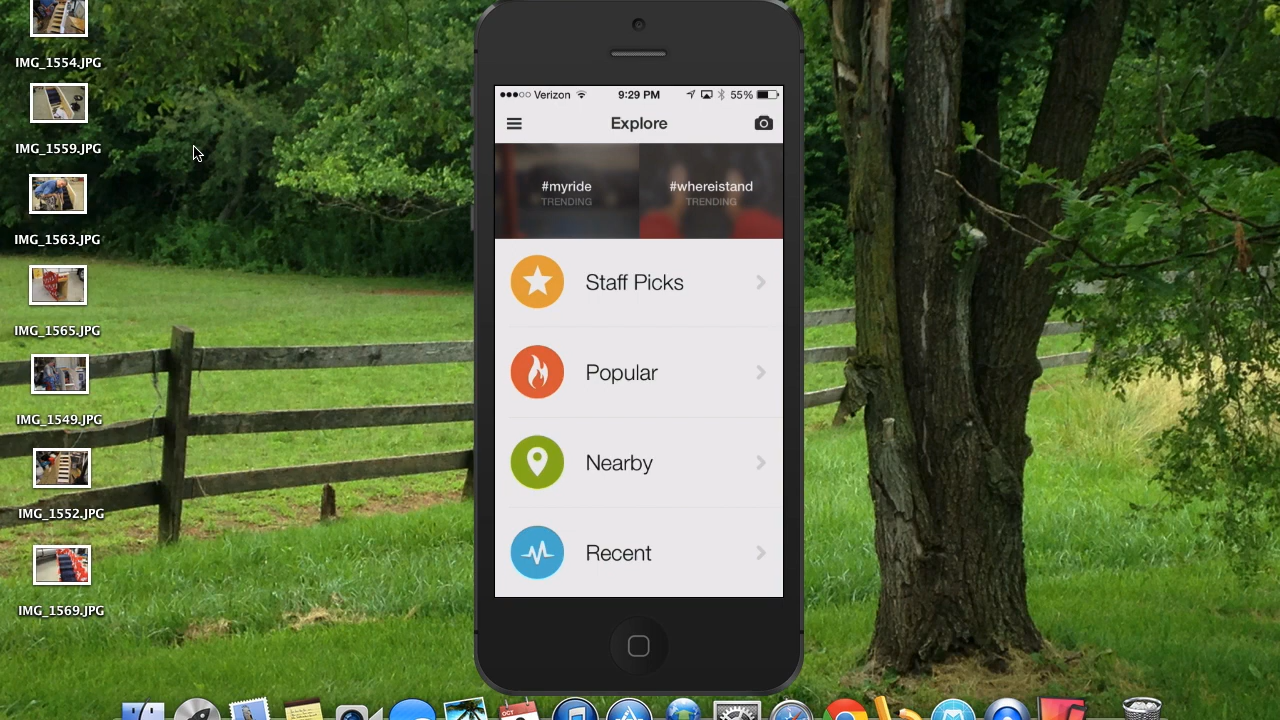 IMG_1554.JPG
IMG_1559.JPG
IMG_1563.JPG
IMG_1565.JPG
IMG_1549.JPG
IMG_1552.JPG
IMG_1569.JPG
Verizon 9:29 PM 55%
Explore
#myride
TRENDING
#whereistand
TRENDING
Staff Picks
Popular
Nearby
Recent
OCT